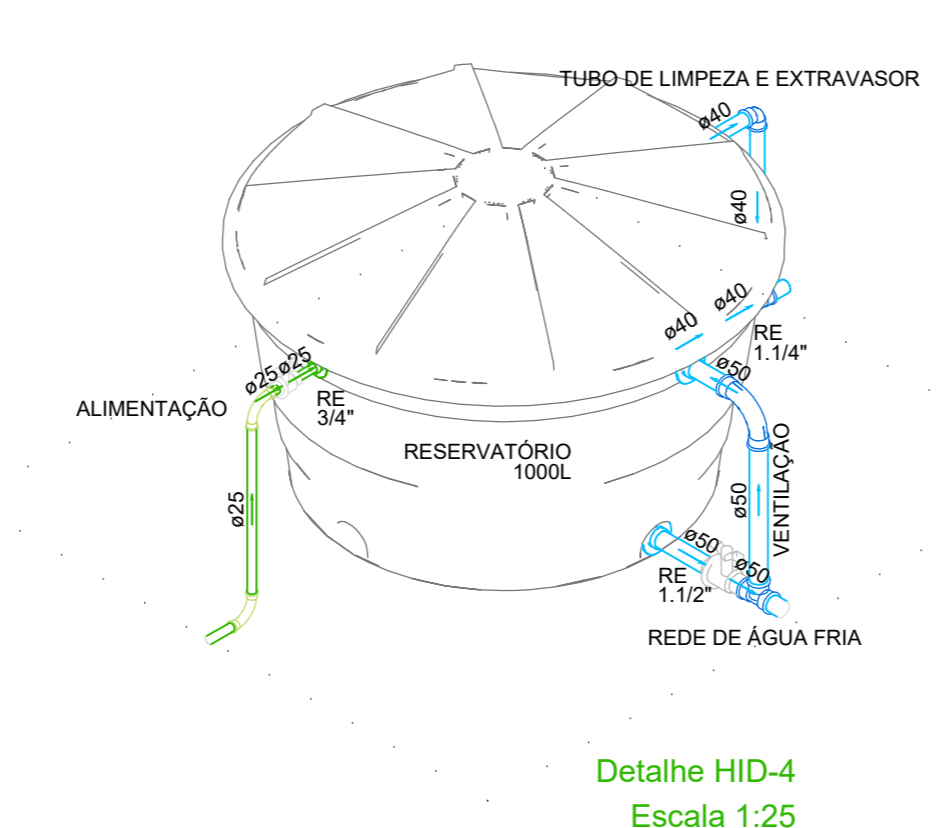 TUBO DE LIMPEZA E EXTRAVASOR
ø40
ø40
ø40
ø40
RE
1.1/4"
ø50
ø25
ø25
RE
3/4"
ALIMENTAÇÃO
RESERVATÓRIO
1000L
VENTILAÇÃO
ø50
ø25
ø50
ø50
RE
1.1/2"
REDE DE ÁGUA FRIA
Detalhe HID-4
Escala 1:25